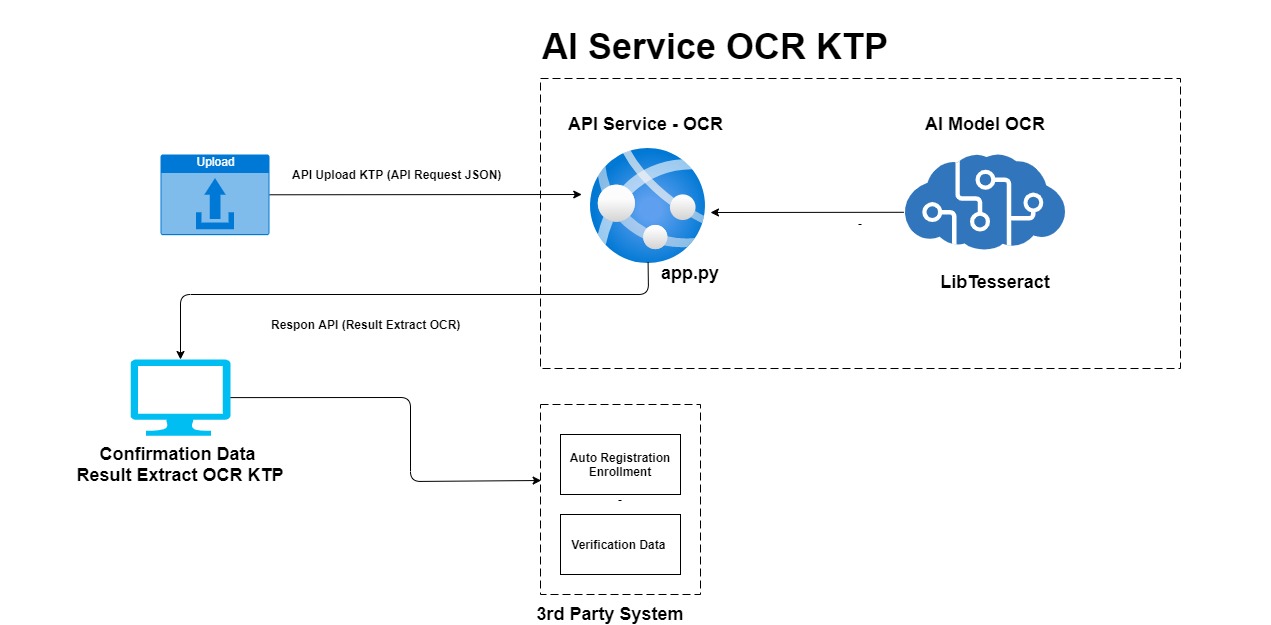 AI Service OCR KTP
API Service - OCR
AI Model OCR
Upload
API Upload KTP (API Request JSON)
-
app.py
LibTesseract
Respon API (Result Extract OCR)
Confirmation Data
Result Extract OCR KTP
Auto Registration
Enrollment
-
Verification Data
3rd Party System